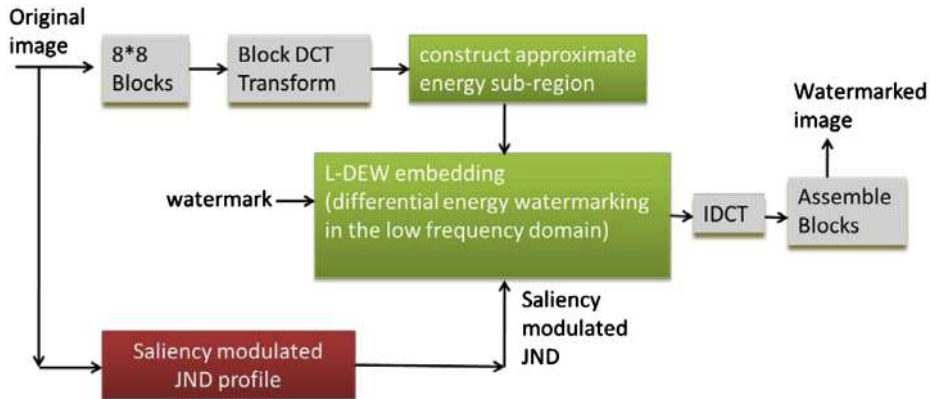 Original
image
8*8
Blocks
Block DCT
Transform
construct approximate
energy sub-region
Watermarked
image
watermark
L-DEW embedding
(differential energy watermarking
in the low frequency domain)
IDCT
Assemble
Blocks
Saliency
modulated
JND
Saliency modulated
JND profile